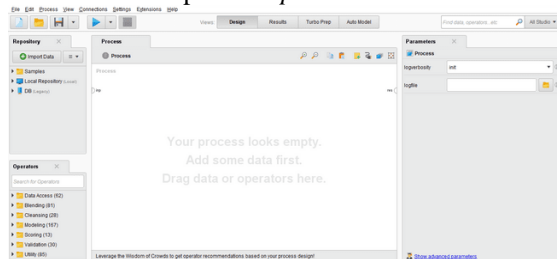 File Edit Process View Connections Settings Extensions Help
Views: Design Results Turbo Prep Auto Model
Find data, operators...etc All Studio
Repository
Import Data
Samples
Local Repository (Local)
DB (Legacy)
Operators
Search for Operators
Data Access (62)
Blending (81)
Cleansing (28)
Modeling (167)
Scoring (13)
Validation (30)
Utility (85)
Process
Process
Process
Your process looks empty.
Add some data first.
Drag data or operators here.
Leverage the Wisdom of Crowds to get operator recommendations based on your process design!
Parameters
Process
logverbosity init
logfile
Show advanced parameters